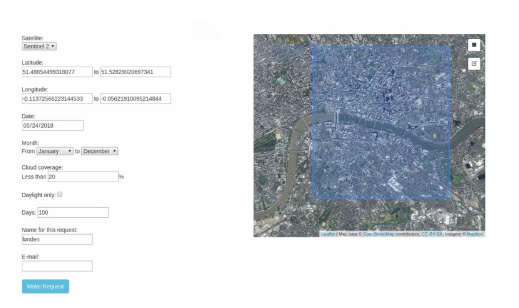 Satellite:
Sentinel 2
Latitude:
51.48654499318077 to 51.52829020697341
Longitude:
-0.11372566223144533 to -0.05621910095214844
Date:
05/24/2018
Month:
From January to December
Cloud coverage:
Less than 20 %
Daylight only:
Days: 100
Name for this request:
london
E-mail:
Make Request
Leaflet | Map data © OpenStreetMap contributors, CC-BY-SA, Imagery © Mapbox